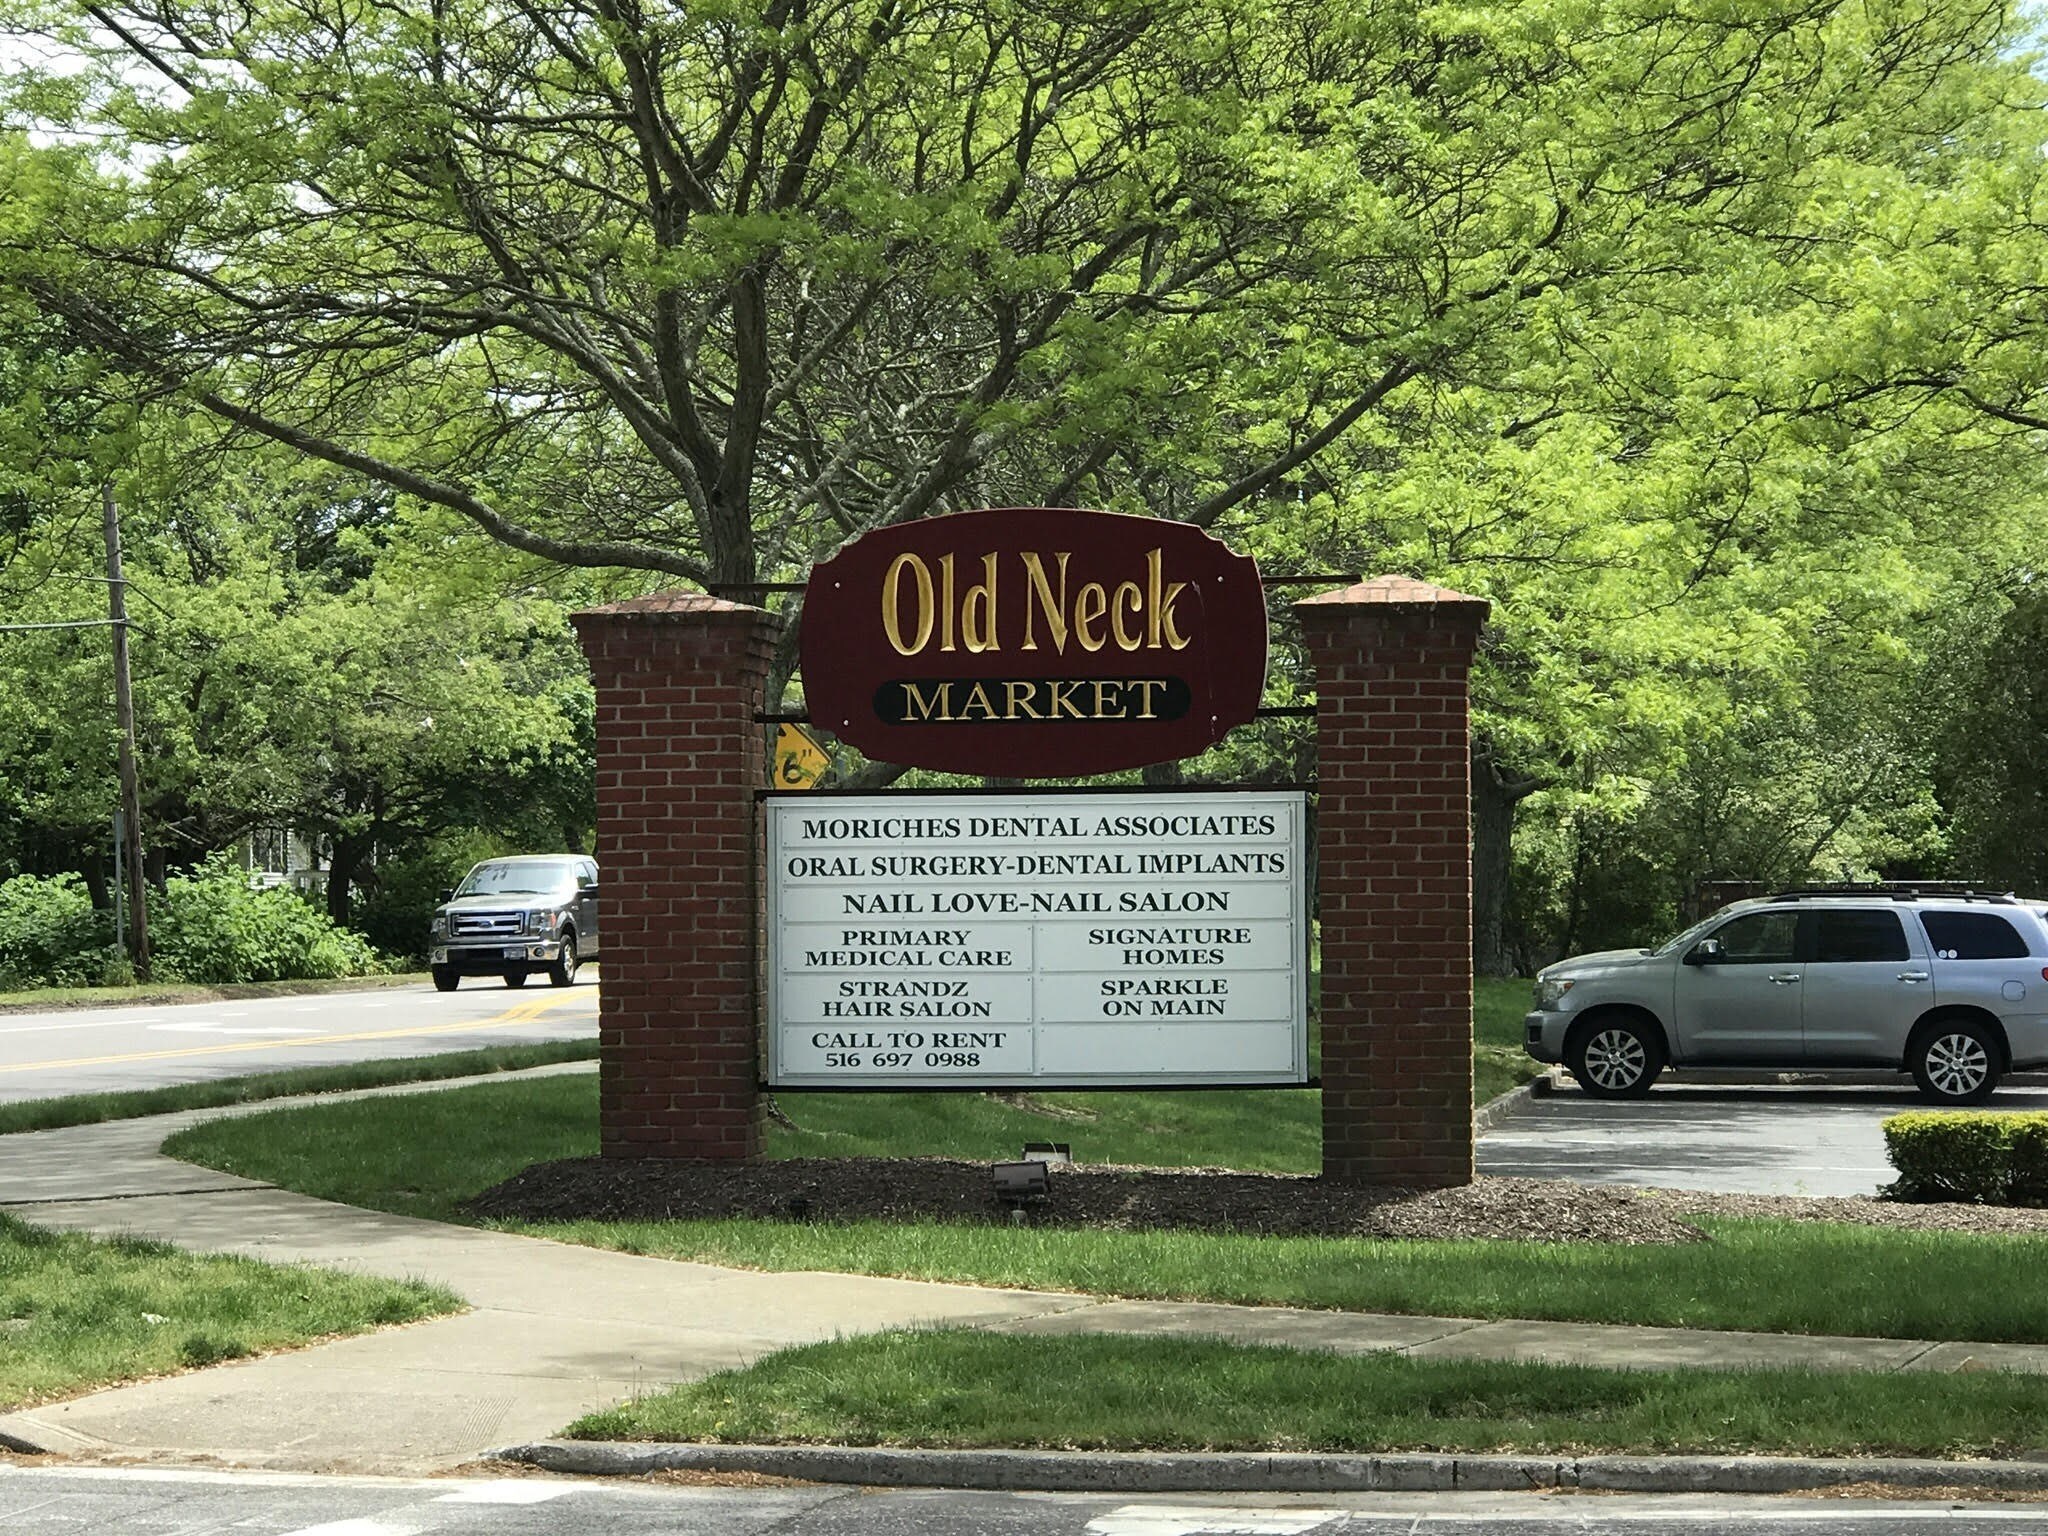 Old Neck
MARKET
6"
MORICHES DENTAL ASSOCIATES
ORAL SURGERY-DENTAL IMPLANTS
NAIL LOVE-NAIL SALON
PRIMARY
MEDICAL CARE
SIGNATURE
HOMES
STRANDZ
HAIR SALON
SPARKLE
ON MAIN
CALL TO RENT
516 697 0988